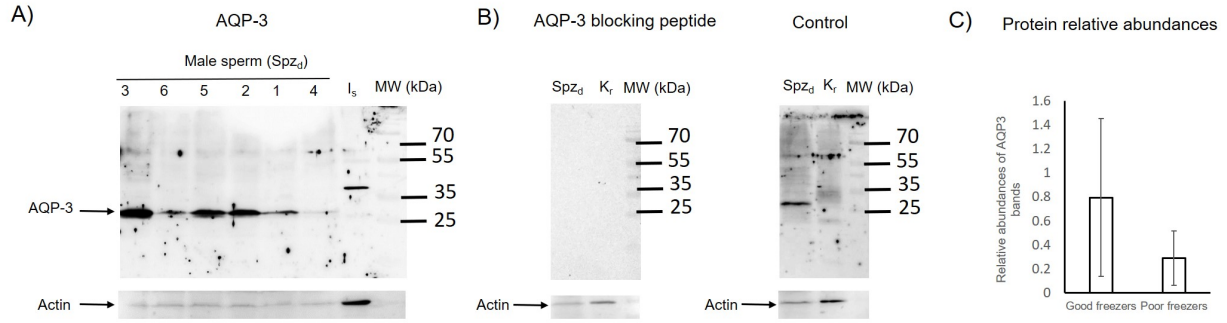 A)
AQP-3
Male sperm (Spzd)
3 6 5 2 1 4 Is MW (kDa)
70
55
35
25
AQP-3
Actin
B)
AQP-3 blocking peptide
Spzd Kr MW (kDa)
70
55
35
25
Actin
Control
Spzd Kr MW (kDa)
70
55
35
25
Actin
C)
Protein relative abundances
Relative abundances of AQP3
bands
1.6
1.4
1.2
1
0.8
0.6
0.4
0.2
0
Good freezers Poor freezers